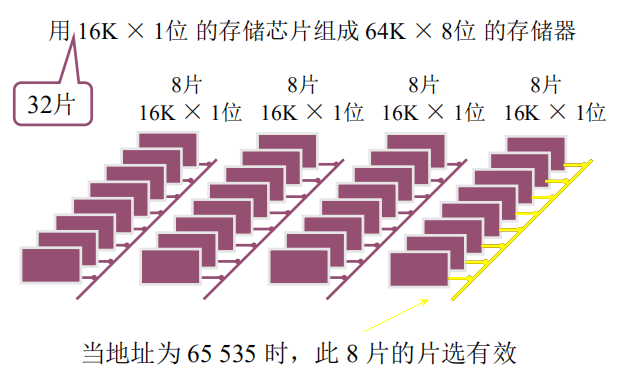 用 16K × 1位 的存储芯片组成 64K × 8位 的存储器
32片
8片 8片 8片 8片
16K × 1位 16K × 1位 16K × 1位 16K × 1位
当地址为 65 535 时，此 8 片的片选有效